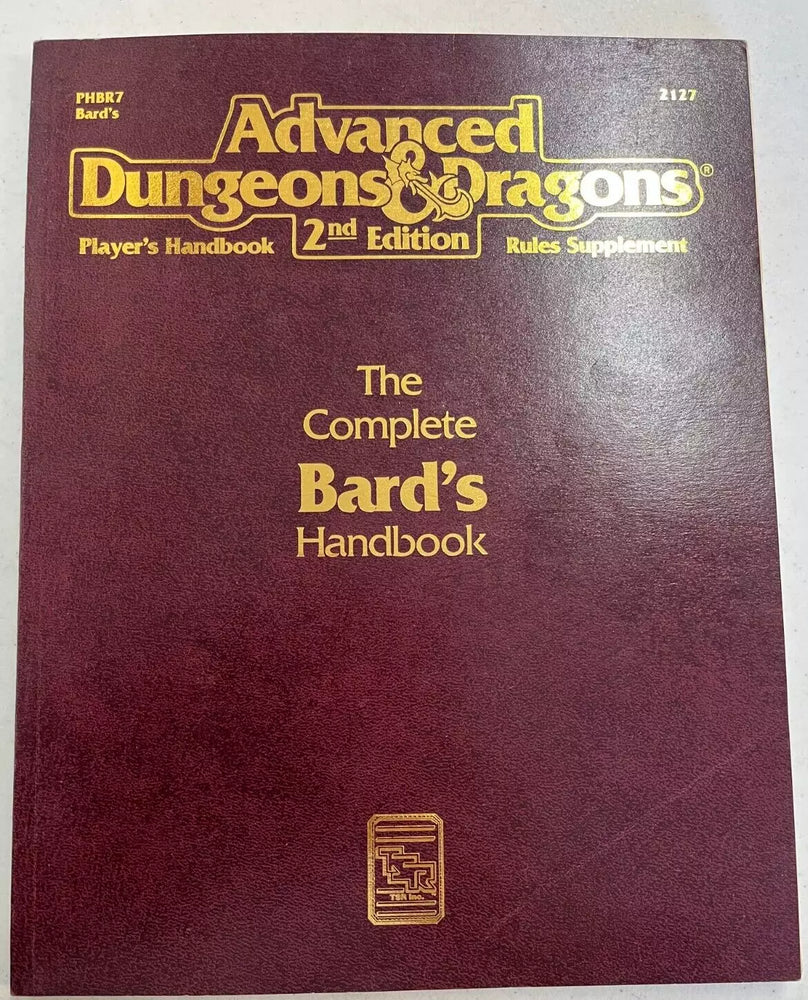 PHBR7
Bard's
2127
Advanced
Dungeons & Dragons®
2nd Edition
Player's Handbook
Rules Supplement
The
Complete
Bard's
Handbook
TSR
TSR Inc.